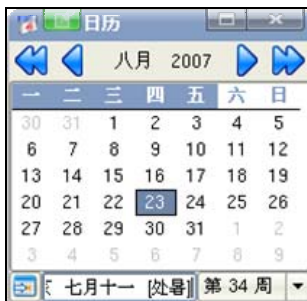 日历
八月 2007
一 二 三 四 五 六 日
30 31 1 2 3 4 5
6 7 8 9 10 11 12
13 14 15 16 17 18 19
20 21 22 23 24 25 26
27 28 29 30 31 1 2
3 4 5 6 7 8 9
七月十一 [处暑] 第 34 周